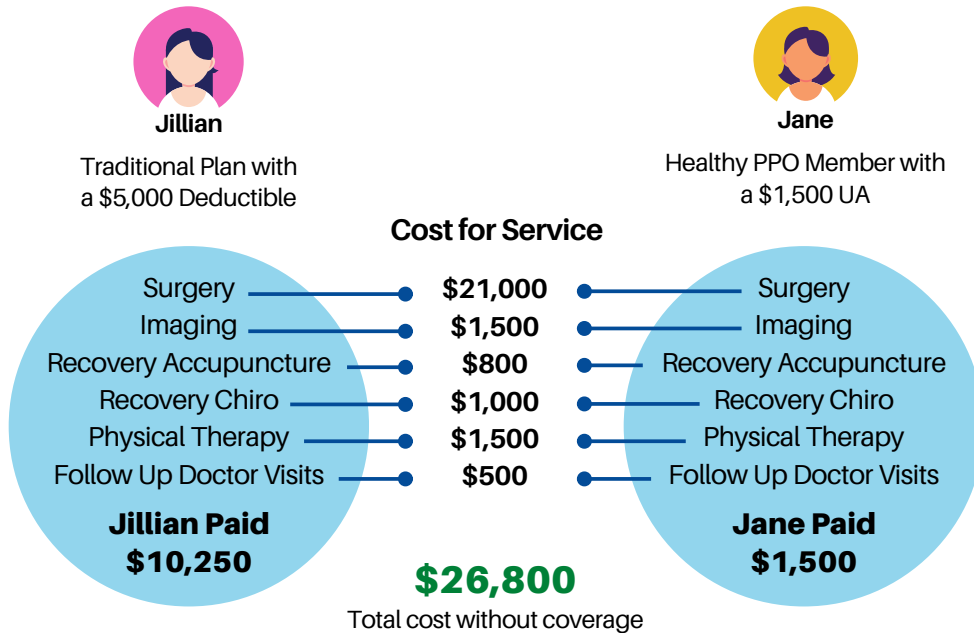 Jillian
Traditional Plan with
a $5,000 Deductible
Jane
Healthy PPO Member with
a $1,500 UA
Cost for Service
Surgery $21,000 Surgery
Imaging $1,500 Imaging
Recovery Accupuncture $800 Recovery Accupuncture
Recovery Chiro $1,000 Recovery Chiro
Physical Therapy $1,500 Physical Therapy
Follow Up Doctor Visits $500 Follow Up Doctor Visits
Jillian Paid
$10,250
Jane Paid
$1,500
$26,800
Total cost without coverage